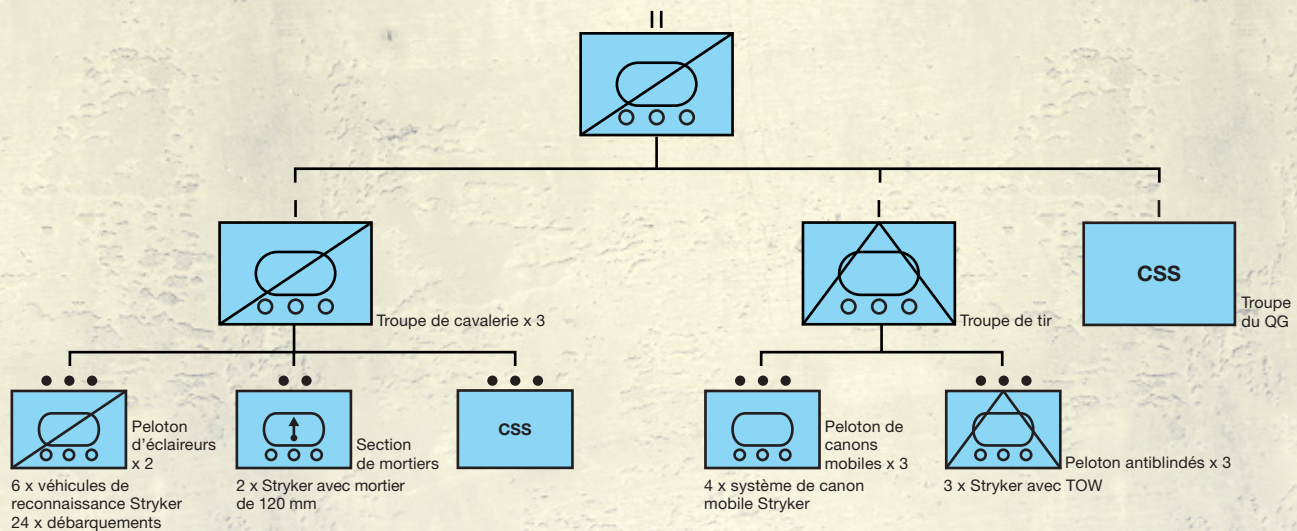 CSS
Troupe
du QG
Troupe de cavalerie x 3
Troupe de tir
Peloton
d'éclaireurs
x 2
6 x véhicules de
reconnaissance Stryker
24 x débarquements
Section
de mortiers
2 x Stryker avec mortier
de 120 mm
CSS
Peloton de
canons
mobiles x 3
4 x système de canon
mobile Stryker
Peloton antiblindés x 3
3 x Stryker avec TOW